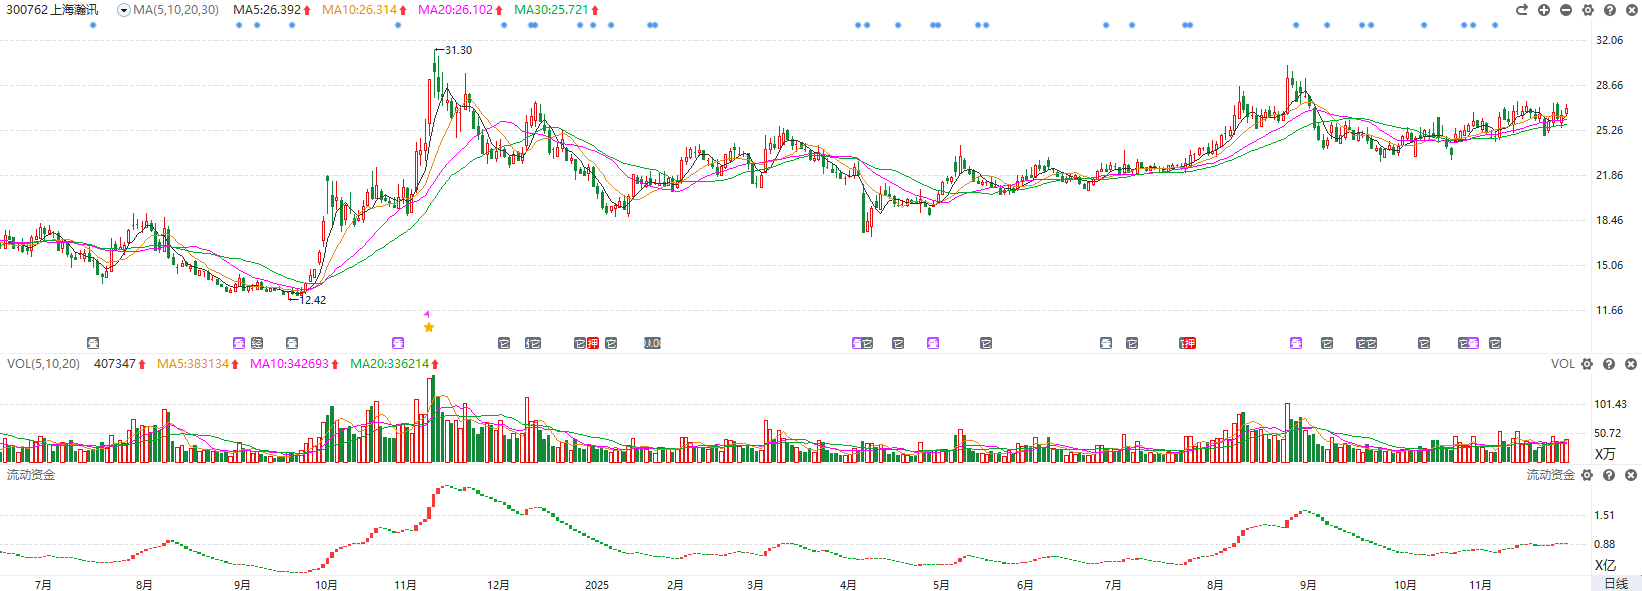 300762 上海瀚讯 MA(5,10,20,30) MA5:26.392 MA10:26.314 MA20:26.102 MA30:25.721
32.06
31.30
28.66
25.26
21.86
18.46
15.06
12.42
11.66
VOL(5,10,20) 407347 MA5:383134 MA10:342693 MA20:336214 VOL
101.43
50.72
X万
流动资金 流动资金
1.51
0.88
X亿
7月 8月 9月 10月 11月 12月 2025 2月 3月 4月 5月 6月 7月 8月 9月 10月 11月 日线